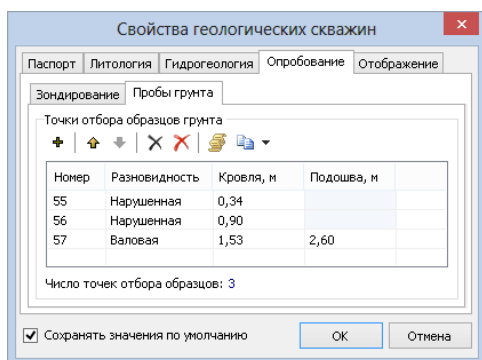 Свойства геологических скважин
Паспорт Литология Гидрогеология Опробование Отображение
Зондирование Пробы грунта
Точки отбора образцов грунта
Номер Разновидность Кровля, м Подошва, м
55 Нарушенная 0,34
56 Нарушенная 0,90
57 Валовая 1,53 2,60
Число точек отбора образцов: 3
Сохранять значения по умолчанию OK Отмена